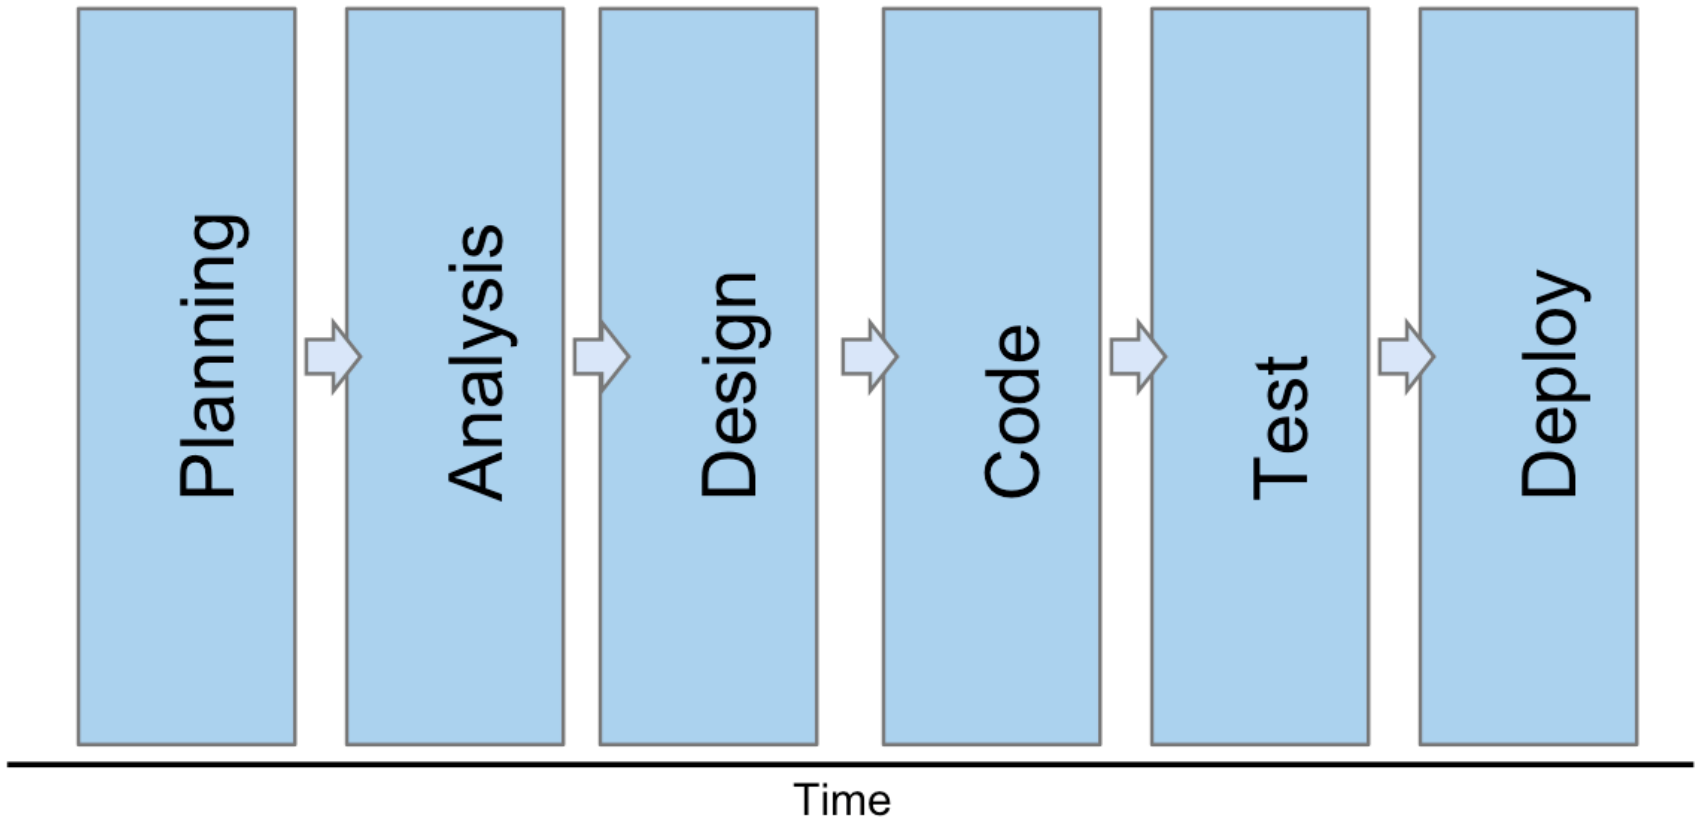 Planning
Analysis
Design
Code
Test
Deploy
Time